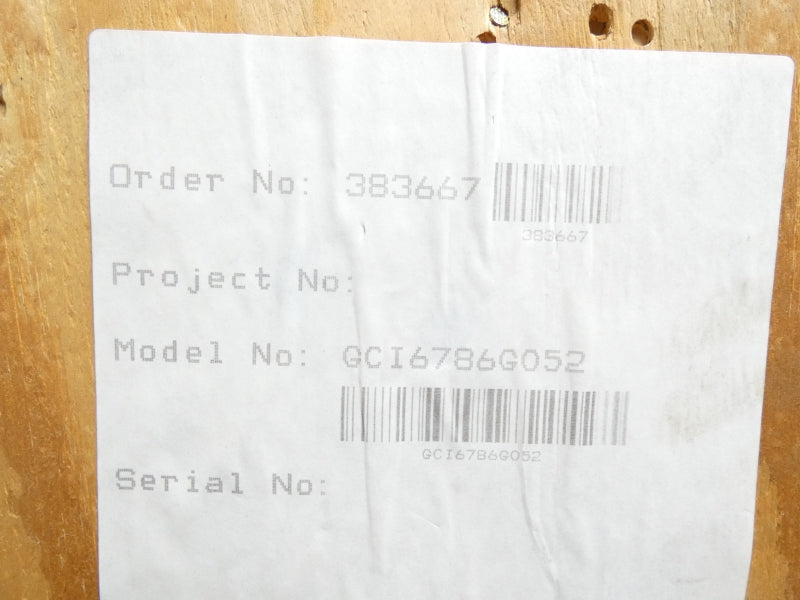 Order No: 383667
383667
Project No:
Model No: GCI6786G052
GCI6786G052
Serial No: